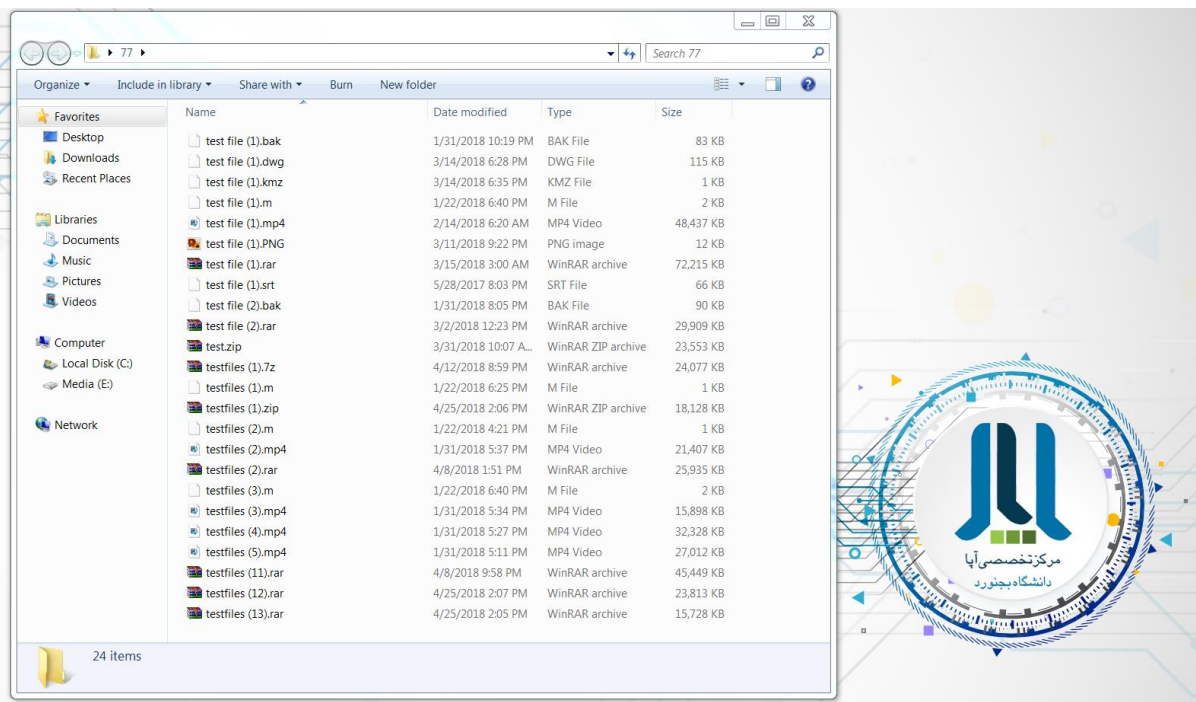 77
Search 77
Organize Include in library Share with Burn New folder
Favorites
Desktop
Downloads
Recent Places
Libraries
Documents
Music
Pictures
Videos
Computer
Local Disk (C:)
Media (E:)
Network
Name Date modified Type Size
test file (1).bak 1/31/2018 10:19 PM BAK File 83 KB
test file (1).dwg 3/14/2018 6:28 PM DWG File 115 KB
test file (1).kmz 3/14/2018 6:35 PM KMZ File 1 KB
test file (1).m 1/22/2018 6:40 PM M File 2 KB
test file (1).mp4 2/14/2018 6:20 AM MP4 Video 48,437 KB
test file (1).PNG 3/11/2018 9:22 PM PNG image 12 KB
test file (1).rar 3/15/2018 3:00 AM WinRAR archive 72,215 KB
test file (1).srt 5/28/2017 8:03 PM SRT File 66 KB
test file (2).bak 1/31/2018 8:05 PM BAK File 90 KB
test file (2).rar 3/2/2018 12:23 PM WinRAR archive 29,909 KB
test.zip 3/31/2018 10:07 A... WinRAR ZIP archive 23,553 KB
testfiles (1).7z 4/12/2018 8:59 PM WinRAR archive 24,077 KB
testfiles (1).m 1/22/2018 6:25 PM M File 1 KB
testfiles (1).zip 4/25/2018 2:06 PM WinRAR ZIP archive 18,128 KB
testfiles (2).m 1/22/2018 4:21 PM M File 1 KB
testfiles (2).mp4 1/31/2018 5:37 PM MP4 Video 21,407 KB
testfiles (2).rar 4/8/2018 1:51 PM WinRAR archive 25,935 KB
testfiles (3).m 1/22/2018 6:40 PM M File 2 KB
testfiles (3).mp4 1/31/2018 5:34 PM MP4 Video 15,898 KB
testfiles (4).mp4 1/31/2018 5:27 PM MP4 Video 32,328 KB
testfiles (5).mp4 1/31/2018 5:11 PM MP4 Video 27,012 KB
testfiles (11).rar 4/8/2018 9:58 PM WinRAR archive 45,449 KB
testfiles (12).rar 4/25/2018 2:07 PM WinRAR archive 23,813 KB
testfiles (13).rar 4/25/2018 2:05 PM WinRAR archive 15,728 KB
24 items
مرکز تخصصی آپا
دانشگاه بجنورد